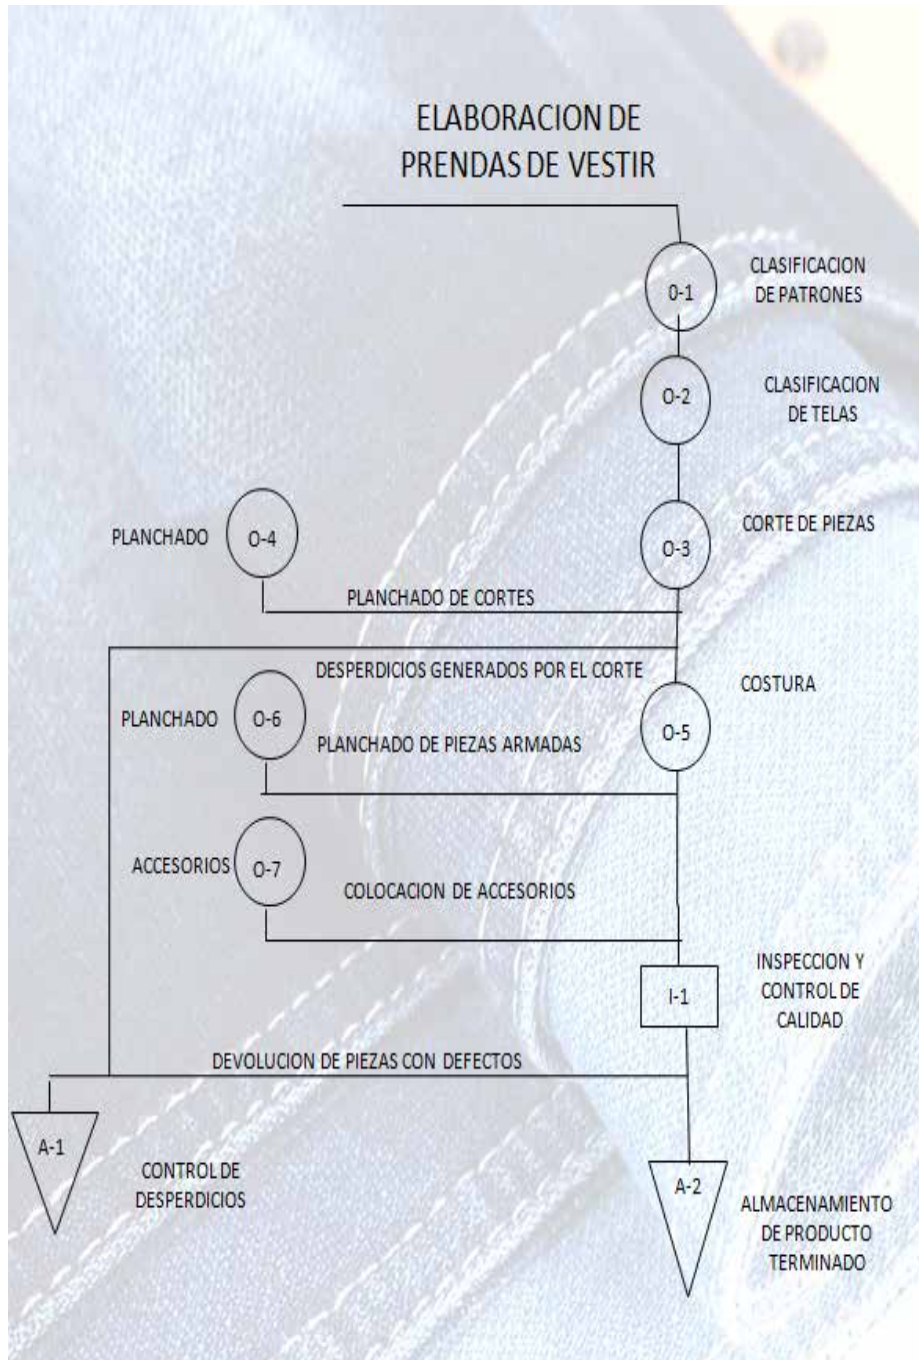 ELABORACION DE
PRENDAS DE VESTIR
0-1
CLASIFICACION
DE PATRONES
O-2
CLASIFICACION
DE TELAS
PLANCHADO
O-4
O-3
CORTE DE PIEZAS
PLANCHADO DE CORTES
DESPERDICIOS GENERADOS POR EL CORTE
COSTURA
PLANCHADO
O-6
O-5
PLANCHADO DE PIEZAS ARMADAS
ACCESORIOS
O-7
COLOCACION DE ACCESORIOS
I-1
INSPECCION Y
CONTROL DE
CALIDAD
DEVOLUCION DE PIEZAS CON DEFECTOS
A-1
CONTROL DE
DESPERDICIOS
A-2
ALMACENAMIENTO
DE PRODUCTO
TERMINADO